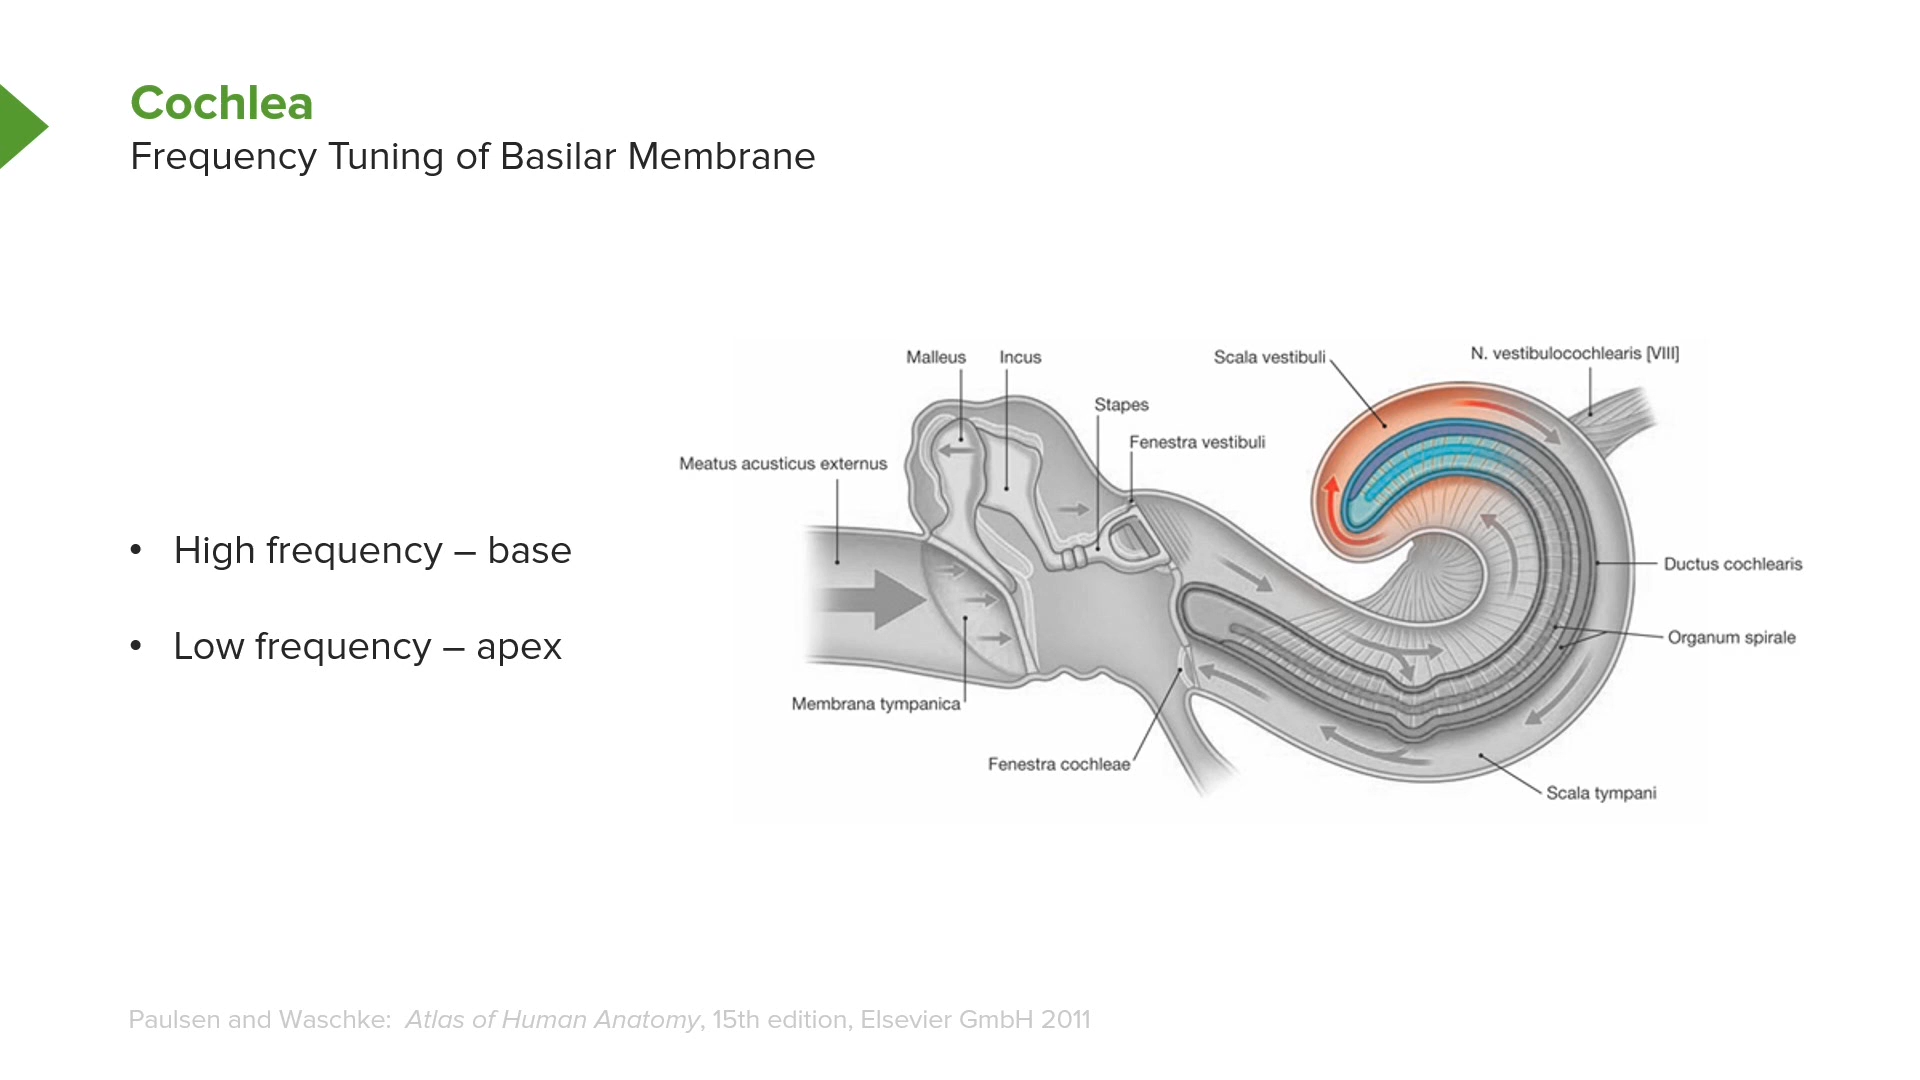 Cochlea
Frequency Tuning of Basilar Membrane
Malleus
Incus
Scala vestibuli
N. vestibulocochlearis [VIII]
Stapes
Fenestra vestibuli
Meatus acusticus externus
• High frequency – base
Ductus cochlearis
Organum spirale
• Low frequency – apex
Membrana tympanica
Fenestra cochleae
Scala tympani
Paulsen and Waschke: Atlas of Human Anatomy, 15th edition, Elsevier GmbH 2011